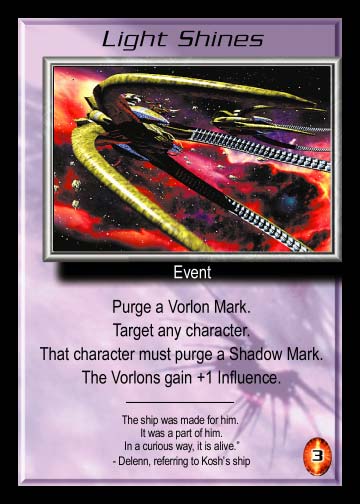 Light Shines
Event
Purge a Vorlon Mark.
Target any character.
That character must purge a Shadow Mark.
The Vorlons gain +1 Influence.
The ship was made for him.
It was a part of him.
In a curious way, it is alive."
- Delenn, referring to Kosh's ship
3